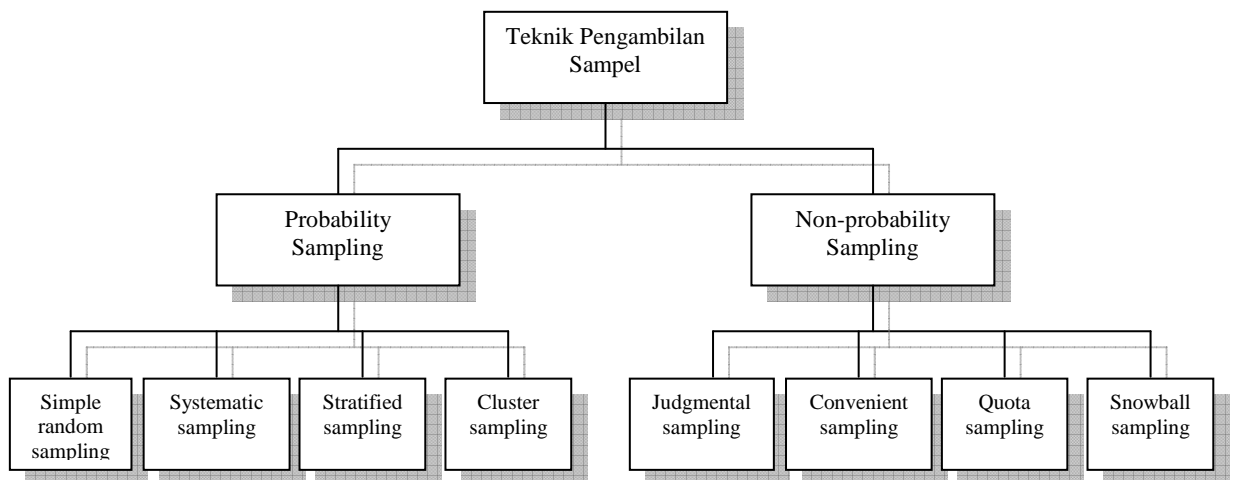 Teknik Pengambilan
Sampel
Probability
Sampling
Non-probability
Sampling
Simple
random
sampling
Systematic
sampling
Stratified
sampling
Cluster
sampling
Judgmental
sampling
Convenient
sampling
Quota
sampling
Snowball
sampling